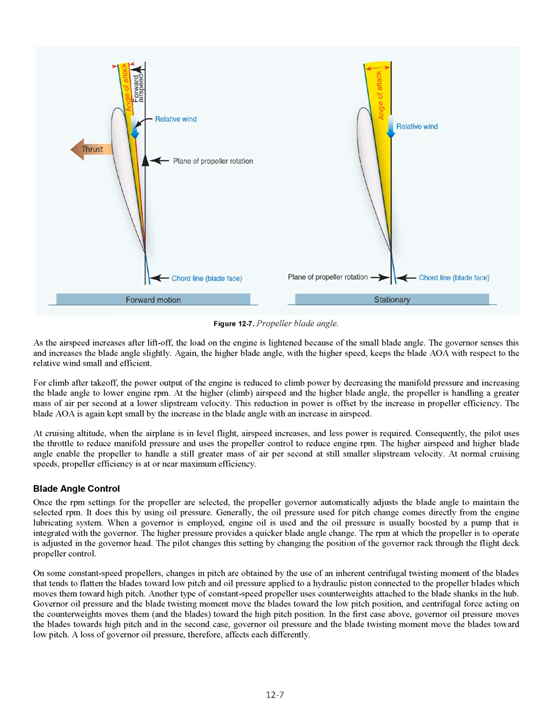 Angle of attack
Forward
airspeed
Relative wind
Thrust
Plane of propeller rotation
Chord line (blade face)
Forward motion
Angle of attack
Relative wind
Plane of propeller rotation
Chord line (blade face)
Stationary
Figure 12-7. Propeller blade angle.
As the airspeed increases after lift-off, the load on the engine is lightened because of the small blade angle. The governor senses this
and increases the blade angle slightly. Again, the higher blade angle, with the higher speed, keeps the blade AOA with respect to the
relative wind small and efficient.
For climb after takeoff, the power output of the engine is reduced to climb power by decreasing the manifold pressure and increasing
the blade angle to lower engine rpm. At the higher (climb) airspeed and the higher blade angle, the propeller is handling a greater
mass of air per second at a lower slipstream velocity. This reduction in power is offset by the increase in propeller efficiency. The
blade AOA is again kept small by the increase in the blade angle with an increase in airspeed.
At cruising altitude, when the airplane is in level flight, airspeed increases, and less power is required. Consequently, the pilot uses
the throttle to reduce manifold pressure and uses the propeller control to reduce engine rpm. The higher airspeed and higher blade
angle enable the propeller to handle a still greater mass of air per second at still smaller slipstream velocity. At normal cruising
speeds, propeller efficiency is at or near maximum efficiency.
Blade Angle Control
Once the rpm settings for the propeller are selected, the propeller governor automatically adjusts the blade angle to maintain the
selected rpm. It does this by using oil pressure. Generally, the oil pressure used for pitch change comes directly from the engine
lubricating system. When a governor is employed, engine oil is used and the oil pressure is usually boosted by a pump that is
integrated with the governor. The higher pressure provides a quicker blade angle change. The rpm at which the propeller is to operate
is adjusted in the governor head. The pilot changes this setting by changing the position of the governor rack through the flight deck
propeller control.
On some constant-speed propellers, changes in pitch are obtained by the use of an inherent centrifugal twisting moment of the blades
that tends to flatten the blades toward low pitch and oil pressure applied to a hydraulic piston connected to the propeller blades which
moves them toward high pitch. Another type of constant-speed propeller uses counterweights attached to the blade shanks in the hub.
Governor oil pressure and the blade twisting moment move the blades toward the low pitch position, and centrifugal force acting on
the counterweights moves them (and the blades) toward the high pitch position. In the first case above, governor oil pressure moves
the blades towards high pitch and in the second case, governor oil pressure and the blade twisting moment move the blades toward
low pitch. A loss of governor oil pressure, therefore, affects each differently.
12-7